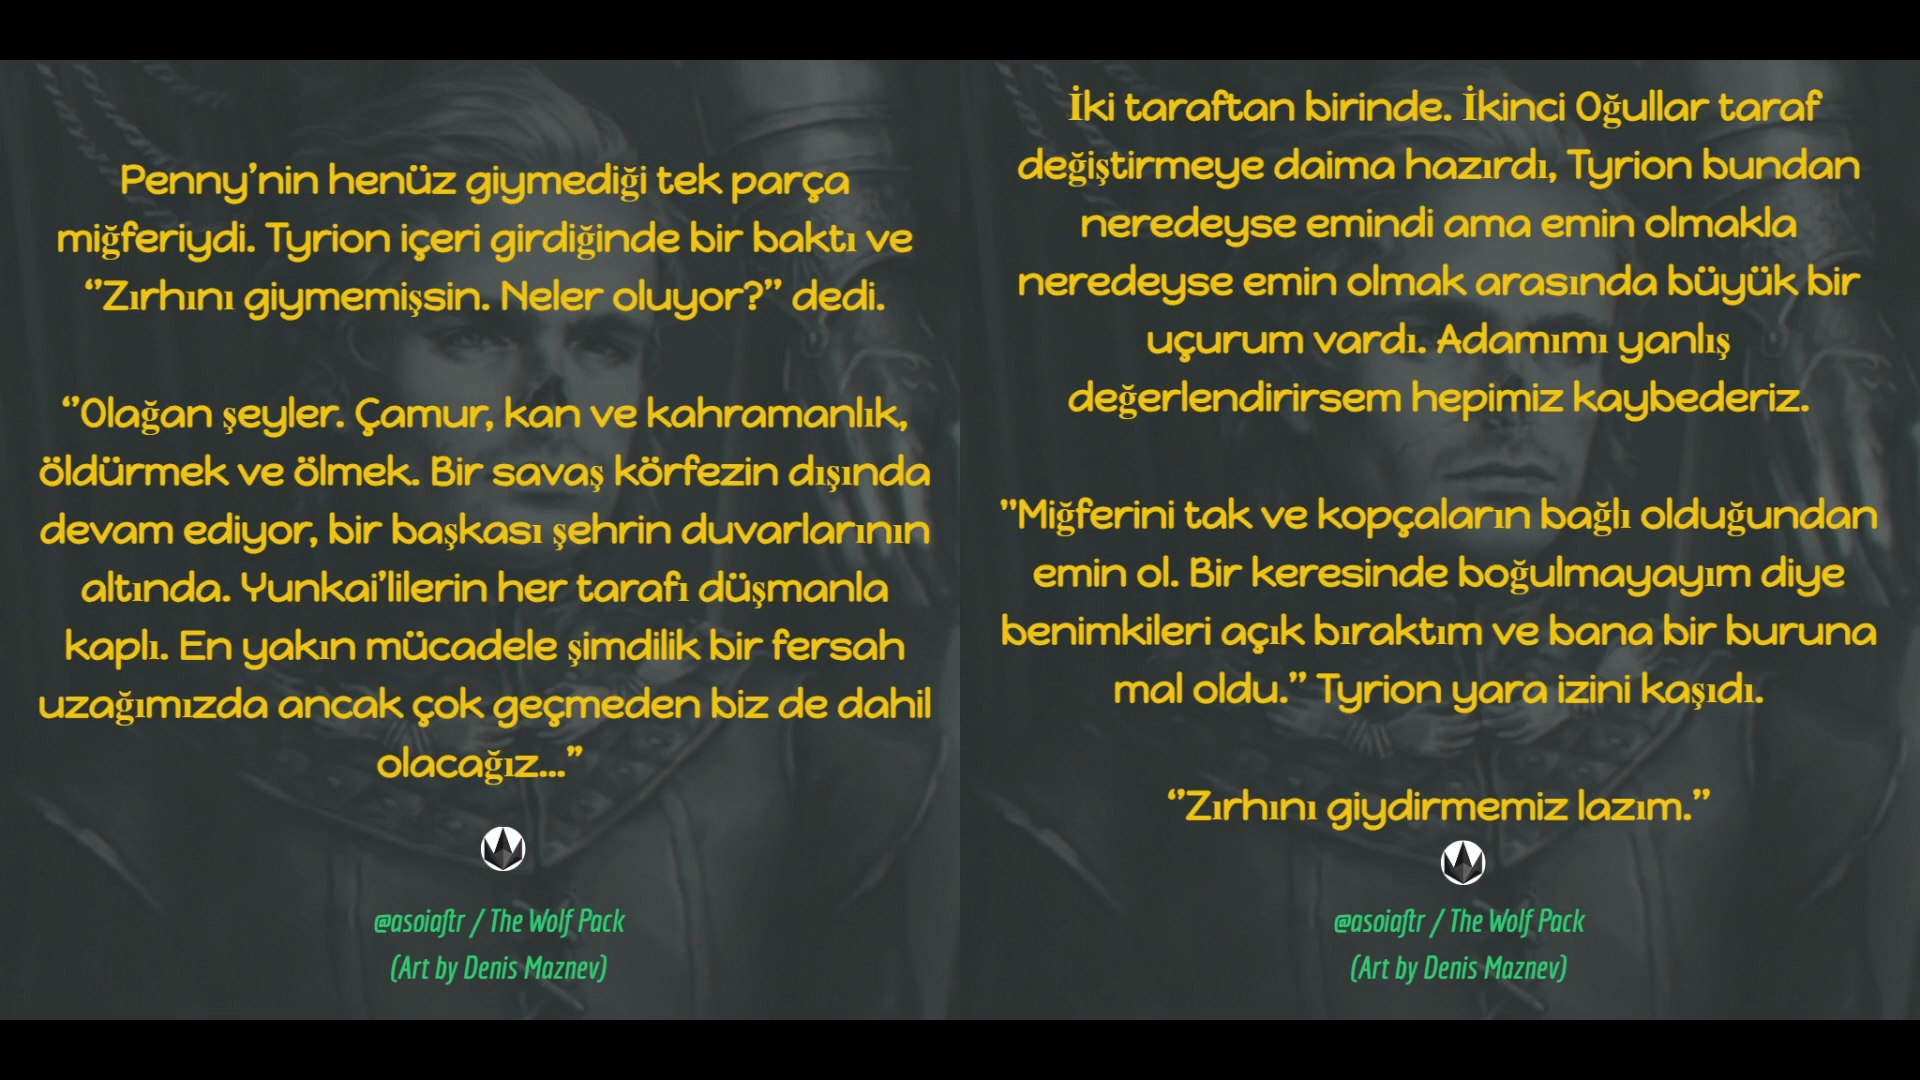 Penny’nin henüz giymediği tek parça
miğferiydi. Tyrion içeri girdiğinde bir baktı ve
‘’Zırhını giymemişsin. Neler oluyor?’’ dedi.
‘’Olağan şeyler. Çamur, kan ve kahramanlık,
öldürmek ve ölmek. Bir savaş körfezin dışında
devam ediyor, bir başkası şehrin duvarlarının
altında. Yunkai’lilerin her tarafı düşmanla
kaplı. En yakın mücadele şimdilik bir fersah
uzağımızda ancak çok geçmeden biz de dahil
olacağız...’’
@asoiaftr / The Wolf Pack
(Art by Denis Maznev)
İki taraftan birinde. İkinci Oğullar taraf
değiştirmeye daima hazırdı, Tyrion bundan
neredeyse emindi ama emin olmakla
neredeyse emin olmak arasında büyük bir
uçurum vardı. Adamımı yanlış
değerlendirirsem hepimiz kaybederiz.
"Miğferini tak ve kopçaların bağlı olduğundan
emin ol. Bir keresinde boğulmayayım diye
benimkileri açık bıraktım ve bana bir buruna
mal oldu.’’ Tyrion yara izini kaşıdı.
‘’Zırhını giydirmemiz lazım.’’
@asoiaftr / The Wolf Pack
(Art by Denis Maznev)